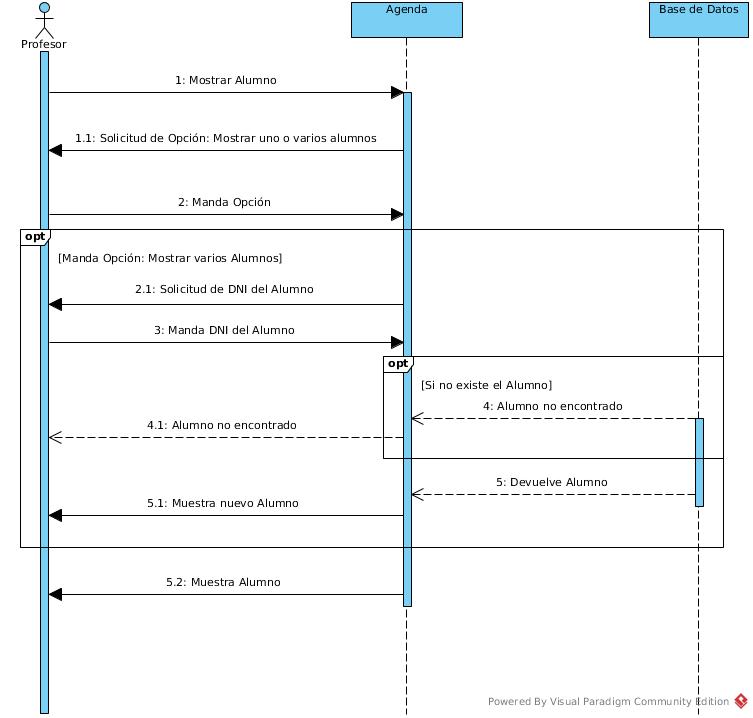 Agenda
Base de Datos
Profesor
1: Mostrar Alumno
1.1: Solicitud de Opción: Mostrar uno o varios alumnos
2: Manda Opción
opt
[Manda Opción: Mostrar varios Alumnos]
2.1: Solicitud de DNI del Alumno
3: Manda DNI del Alumno
opt
[Si no existe el Alumno]
4: Alumno no encontrado
4.1: Alumno no encontrado
5: Devuelve Alumno
5.1: Muestra nuevo Alumno
5.2: Muestra Alumno
Powered By Visual Paradigm Community Edition